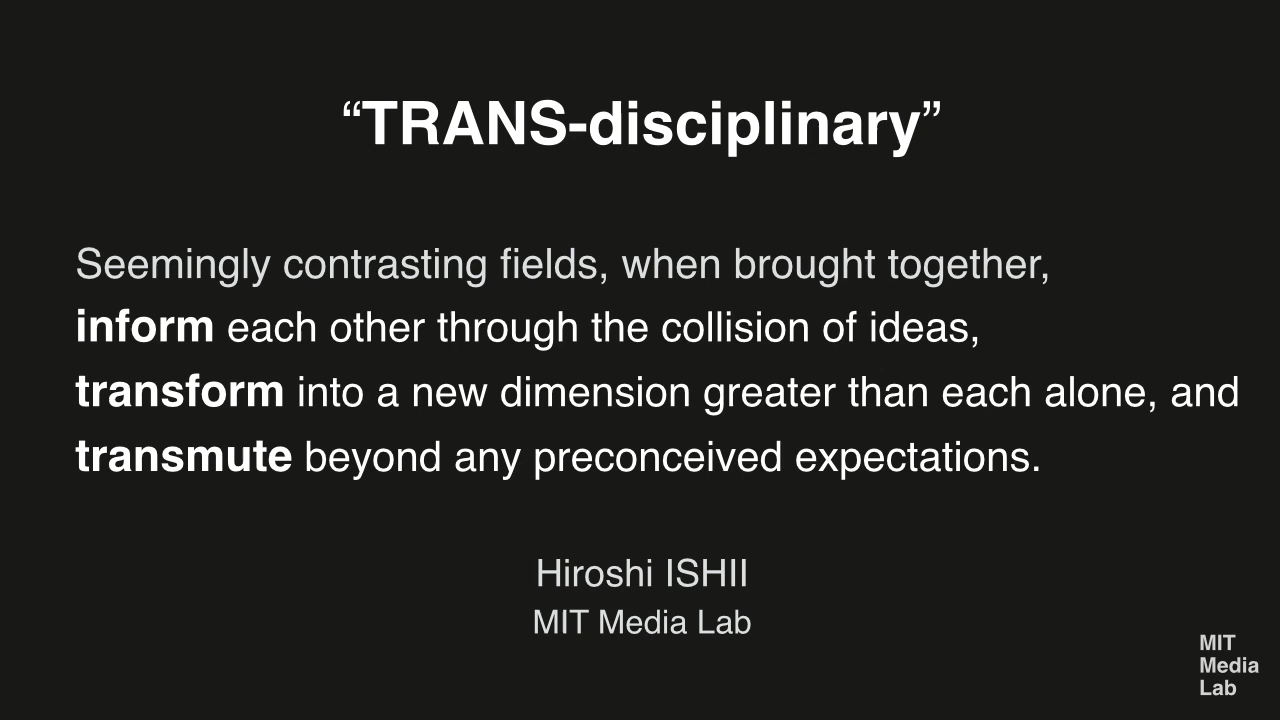 “TRANS-disciplinary”
Seemingly contrasting fields, when brought together,
inform each other through the collision of ideas,
transform into a new dimension greater than each alone, and
transmute beyond any preconceived expectations.
Hiroshi ISHII
MIT Media Lab
MIT
Media
Lab